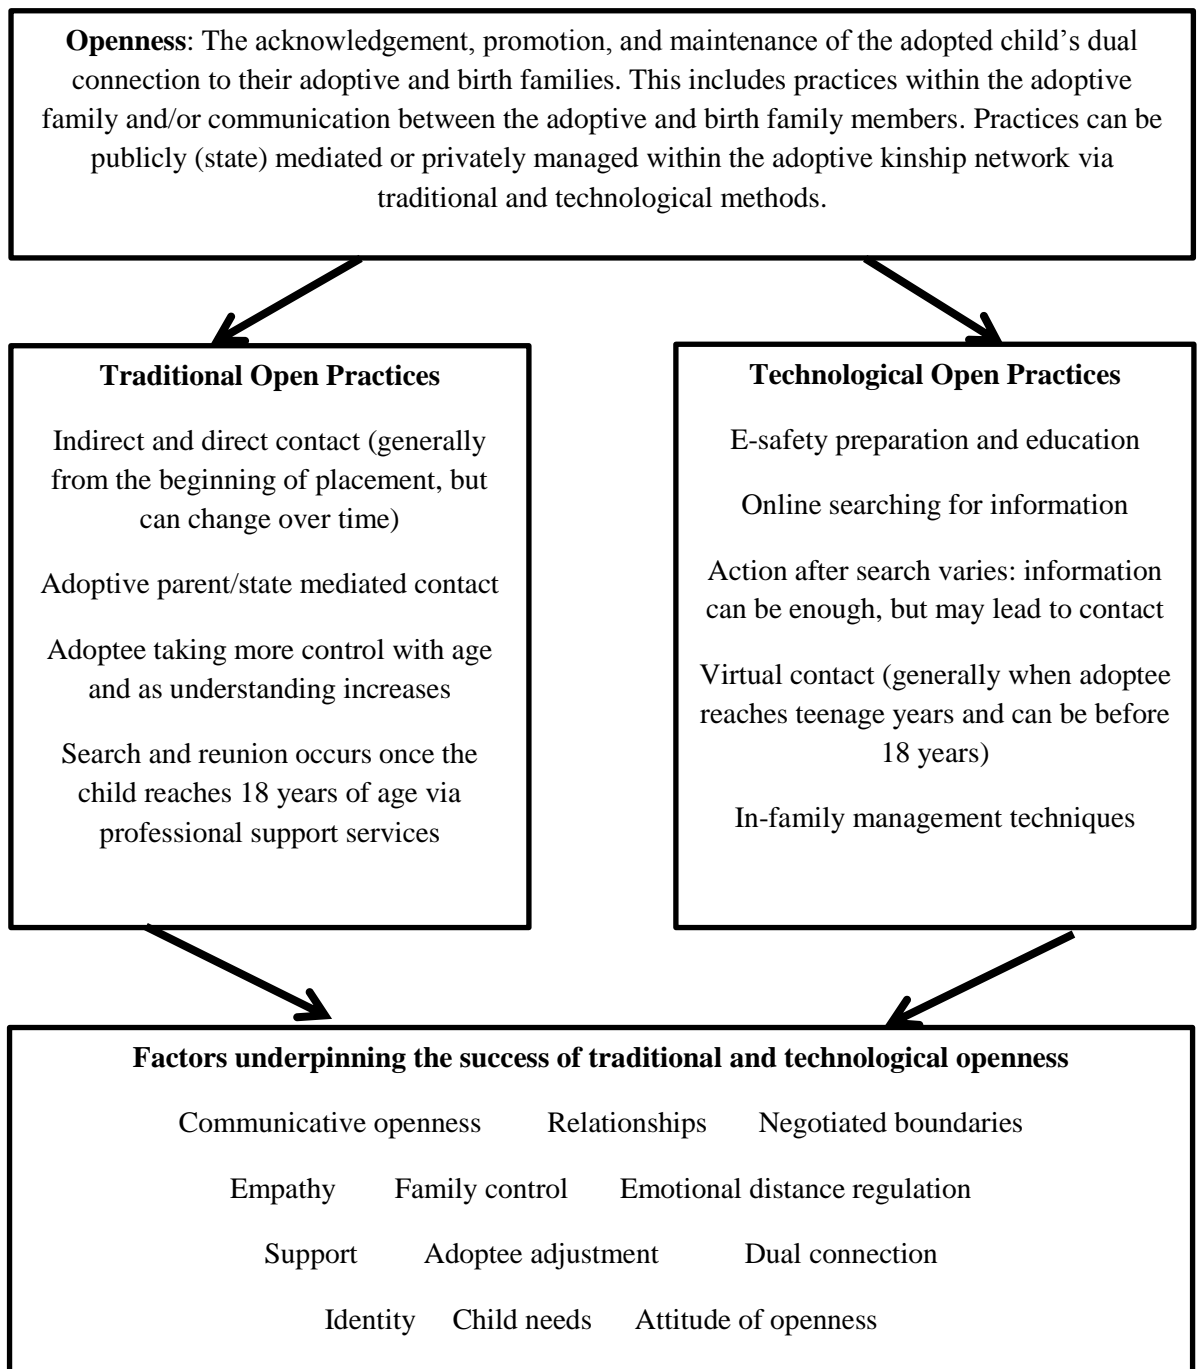 Openness: The acknowledgement, promotion, and maintenance of the adopted child’s dual
connection to their adoptive and birth families. This includes practices within the adoptive
family and/or communication between the adoptive and birth family members. Practices can be
publicly (state) mediated or privately managed within the adoptive kinship network via
traditional and technological methods.
Traditional Open Practices
Indirect and direct contact (generally
from the beginning of placement, but
can change over time)
Adoptive parent/state mediated contact
Adoptee taking more control with age
and as understanding increases
Search and reunion occurs once the
child reaches 18 years of age via
professional support services
Technological Open Practices
E-safety preparation and education
Online searching for information
Action after search varies: information
can be enough, but may lead to contact
Virtual contact (generally when adoptee
reaches teenage years and can be before
18 years)
In-family management techniques
Factors underpinning the success of traditional and technological openness
Communicative openness Relationships Negotiated boundaries
Empathy Family control Emotional distance regulation
Support Adoptee adjustment Dual connection
Identity Child needs Attitude of openness